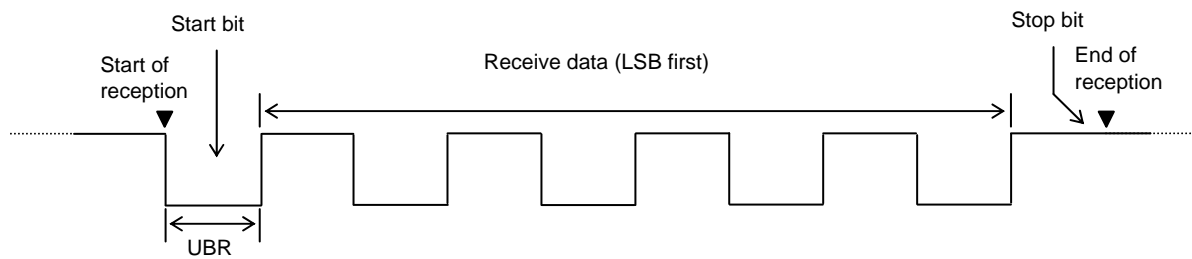 Start bit
Stop bit
Start of
reception
Receive data (LSB first)
End of
reception
UBR